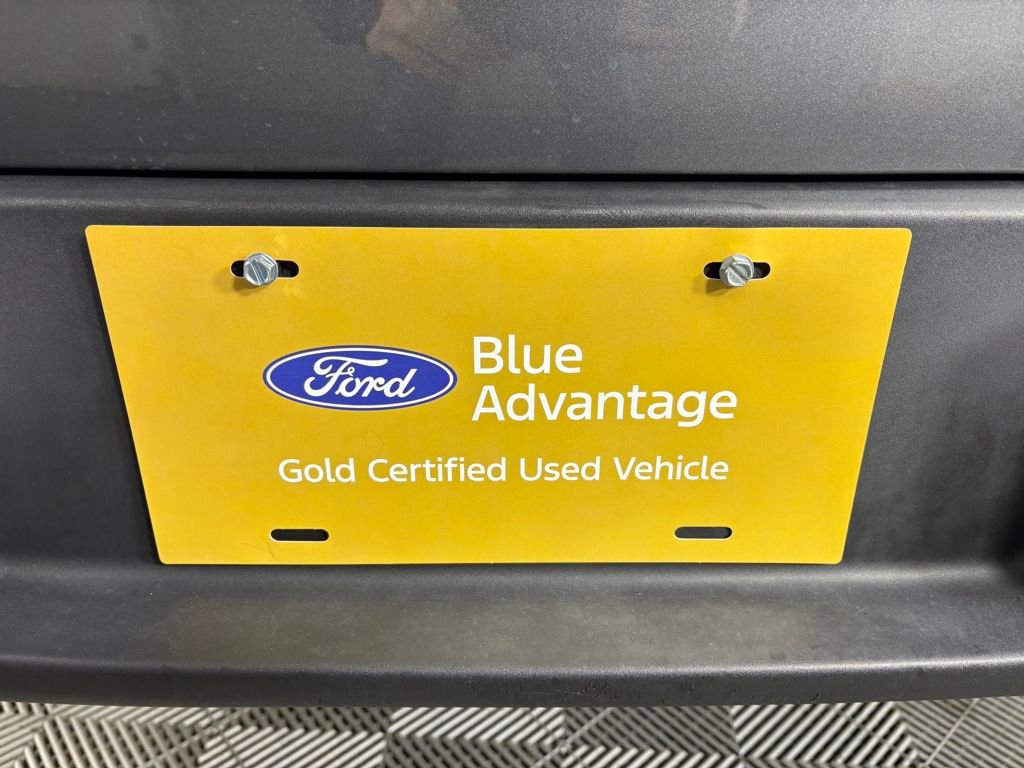 Ford
Blue
Advantage
Gold Certified Used Vehicle